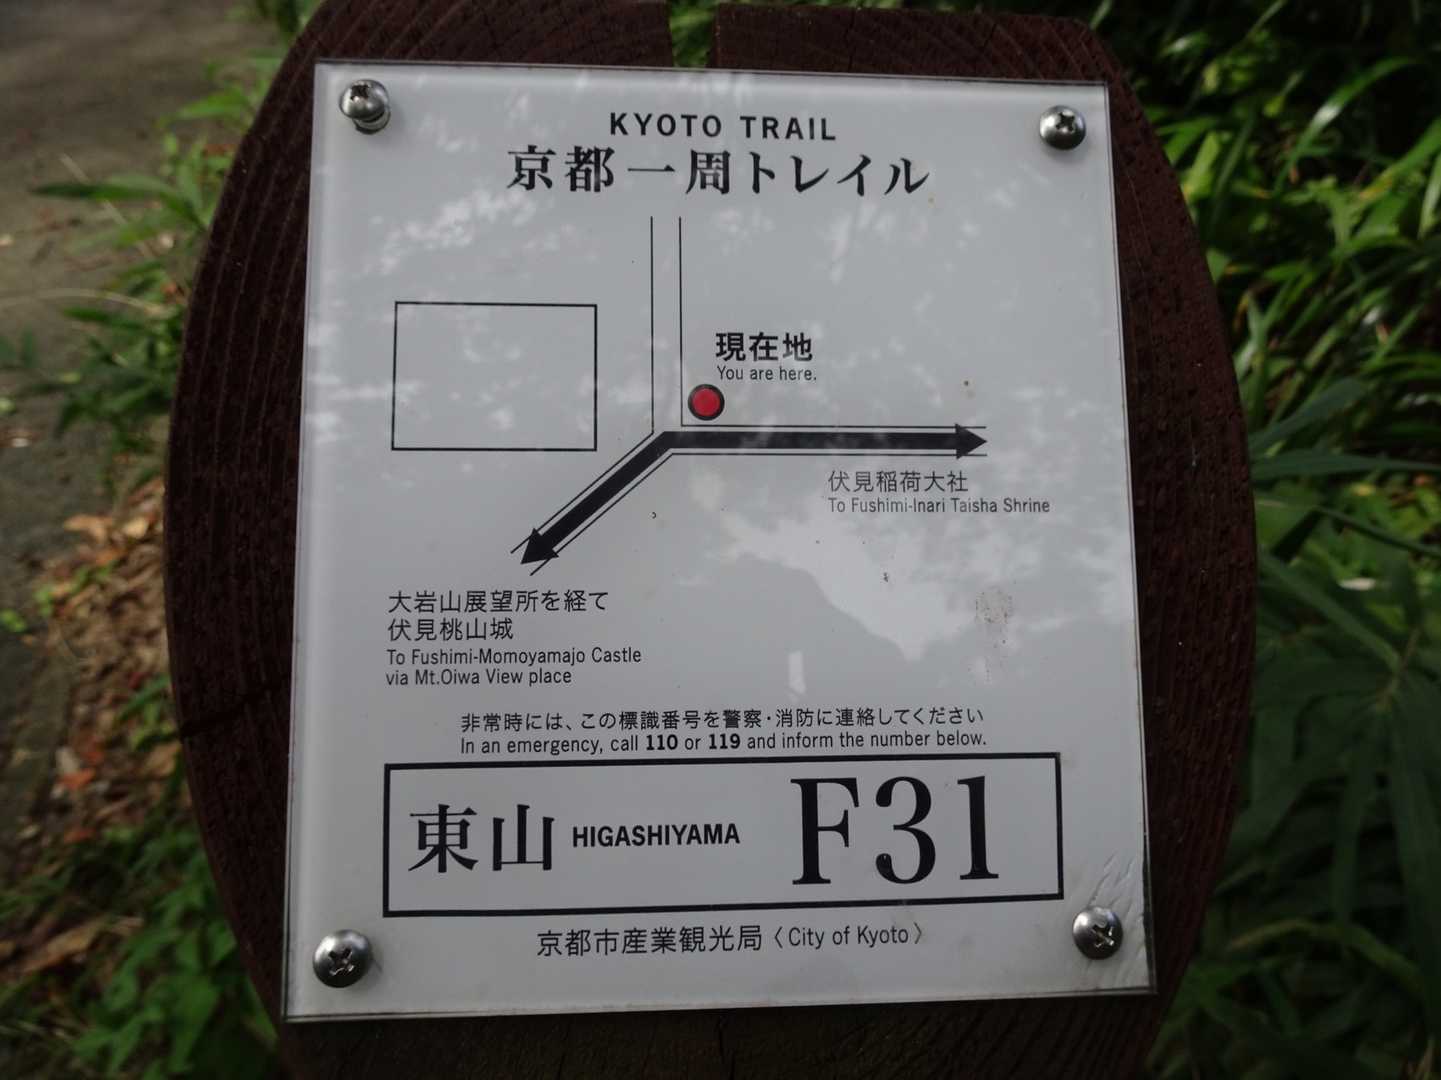 KYOTO TRAIL
京都一周トレイル
現在地
You are here.
伏見稲荷大社
To Fushimi-Inari Taisha Shrine
大岩山展望所を経て
伏見桃山城
To Fushimi-Momoyamajo Castle
via Mt.Oiwa View place
非常時には、この標識番号を警察・消防に連絡してください
In an emergency, call 110 or 119 and inform the number below.
東山 HIGASHIYAMA F31
京都市産業観光局〈City of Kyoto〉